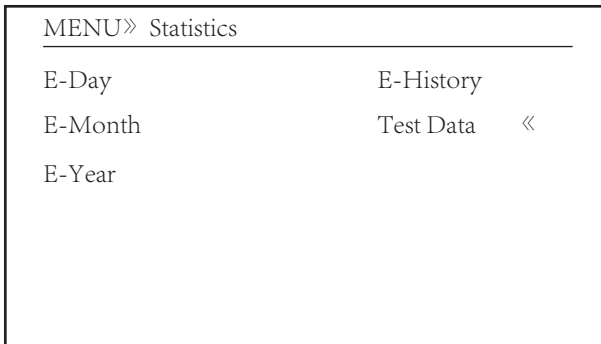 MENU》 Statistics
E-Day E-History
E-Month Test Data 《
E-Year